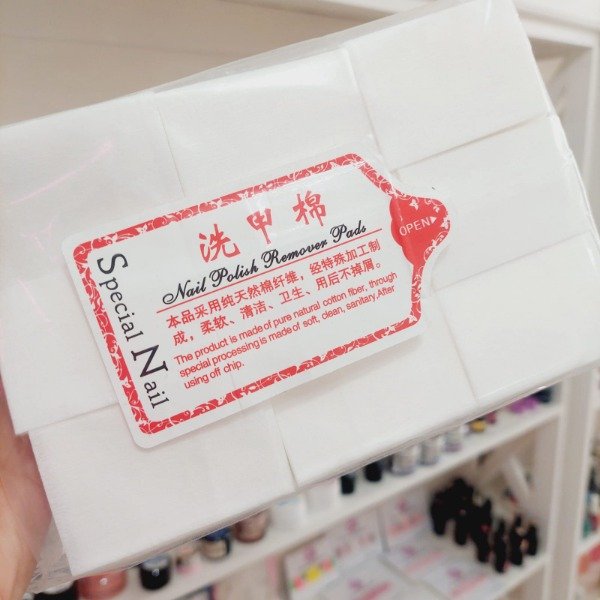 洗甲棉
Nail Polish Remover Pads
本品采用纯天然棉纤维，经特殊加工制
成，柔软、清洁、卫生、用后不掉屑。
The product is made of pure natural cotton fiber, through
special processing is made of soft, clean, sanitary,After
using off chip.
Special Nail
OPEN